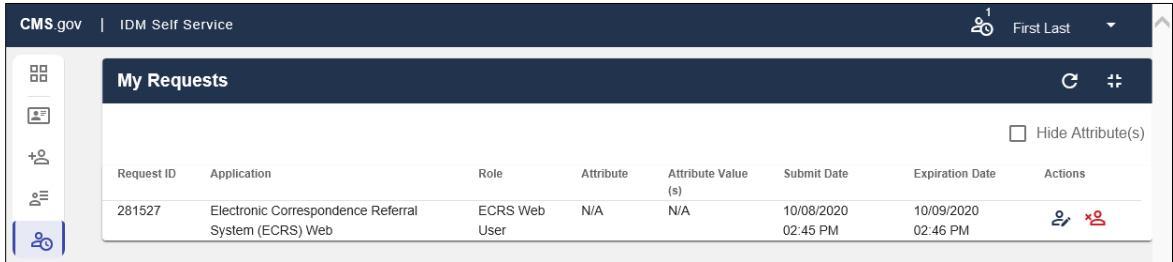 CMS.gov | IDM Self Service
1
First Last
My Requests
Hide Attribute(s)
Request ID Application Role Attribute Attribute Value Submit Date Expiration Date Actions
(s)
281527 Electronic Correspondence Referral ECRS Web N/A N/A 10/08/2020 10/09/2020
System (ECRS) Web User 02:45 PM 02:46 PM